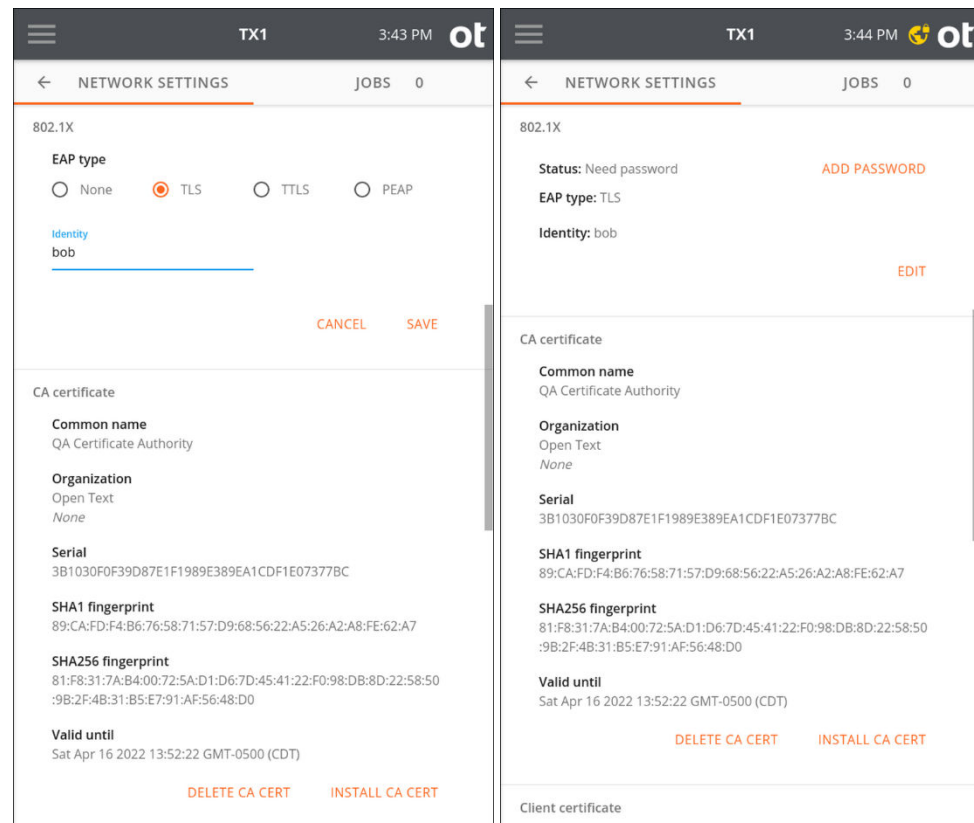 TX1
3:43 PM
ot
NETWORK SETTINGS
JOBS 0
802.1X
EAP type
None
TLS
TTLS
PEAP
Identity
bob
CANCEL
SAVE
CA certificate
Common name
QA Certificate Authority
Organization
Open Text
None
Serial
3B1030F0F39D87E1F1989E389EA1CDF1E07377BC
SHA1 fingerprint
89:CA:FD:F4:B6:76:58:71:57:D9:68:56:22:A5:26:A2:A8:FE:62:A7
SHA256 fingerprint
81:F8:31:7A:B4:00:72:5A:D1:D6:7D:45:41:22:F0:98:DB:8D:22:58:50
:9B:2F:4B:31:B5:E7:91:AF:56:48:D0
Valid until
Sat Apr 16 2022 13:52:22 GMT-0500 (CDT)
DELETE CA CERT
INSTALL CA CERT
TX1
3:44 PM
ot
NETWORK SETTINGS
JOBS 0
802.1X
Status: Need password
ADD PASSWORD
EAP type: TLS
Identity: bob
EDIT
CA certificate
Common name
QA Certificate Authority
Organization
Open Text
None
Serial
3B1030F0F39D87E1F1989E389EA1CDF1E07377BC
SHA1 fingerprint
89:CA:FD:F4:B6:76:58:71:57:D9:68:56:22:A5:26:A2:A8:FE:62:A7
SHA256 fingerprint
81:F8:31:7A:B4:00:72:5A:D1:D6:7D:45:41:22:F0:98:DB:8D:22:58:50
:9B:2F:4B:31:B5:E7:91:AF:56:48:D0
Valid until
Sat Apr 16 2022 13:52:22 GMT-0500 (CDT)
DELETE CA CERT
INSTALL CA CERT
Client certificate